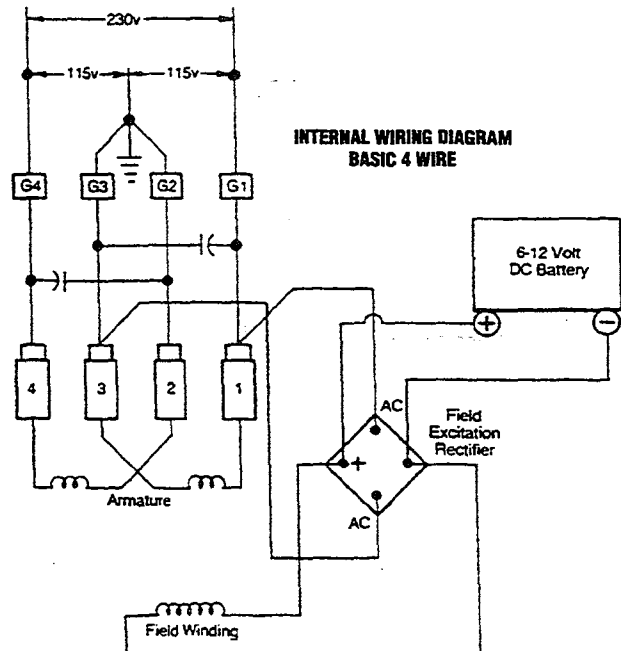 230v
115v 115v
INTERNAL WIRING DIAGRAM
BASIC 4 WIRE
G4 G3 G2 G1
6-12 Volt
DC Battery
+ −
4 3 2 1
AC
Field
Excitation
Rectifier
+
Armature
AC
Field Winding